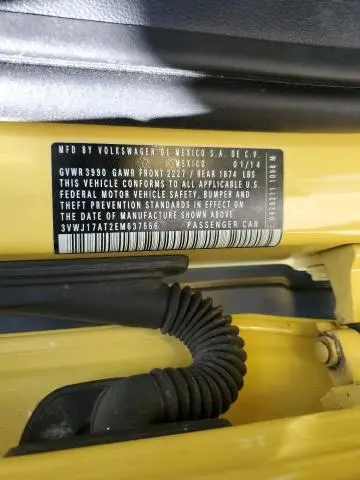 MFD BY VOLKSWAGEN DE MEXICO S.A. DE C.V.
MEXICO 01/14
GVWR 3990 GAWR FRONT 2227 / REAR 1874 LBS
THIS VEHICLE CONFORMS TO ALL APPLICABLE U.S.
FEDERAL MOTOR VEHICLE SAFETY, BUMPER AND
THEFT PREVENTION STANDARDS IN EFFECT ON THE
DATE OF MANUFACTURE SHOWN ABOVE.
3VWJ17AT2EM637556 PASSENGER CAR